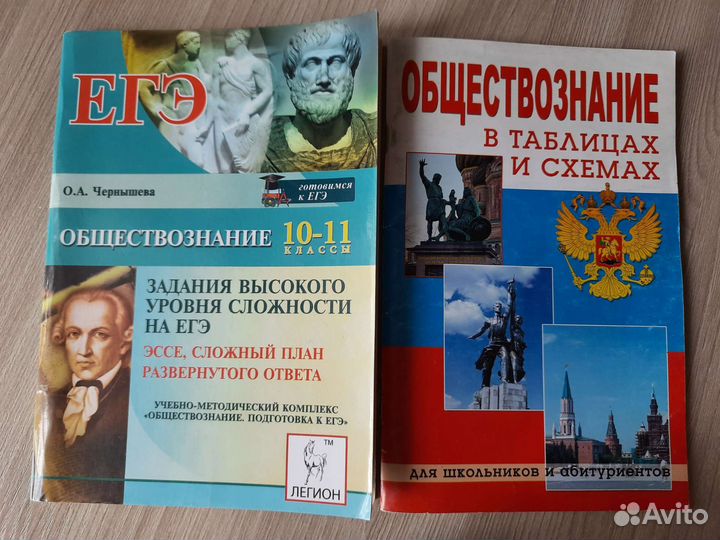 ЕГЭ
О.А. Чернышева
готовимся
к ЕГЭ
ОБЩЕСТВОЗНАНИЕ 10-11
КЛАССЫ
ЗАДАНИЯ ВЫСОКОГО
УРОВНЯ СЛОЖНОСТИ
НА ЕГЭ
ЭССЕ, СЛОЖНЫЙ ПЛАН
РАЗВЕРНУТОГО ОТВЕТА
УЧЕБНО-МЕТОДИЧЕСКИЙ КОМПЛЕКС
«ОБЩЕСТВОЗНАНИЕ. ПОДГОТОВКА К ЕГЭ»
TM
ЛЕГИОН
ОБЩЕСТВОЗНАНИЕ
В ТАБЛИЦАХ
И СХЕМАХ
для школьников и абитуриентов
Avito